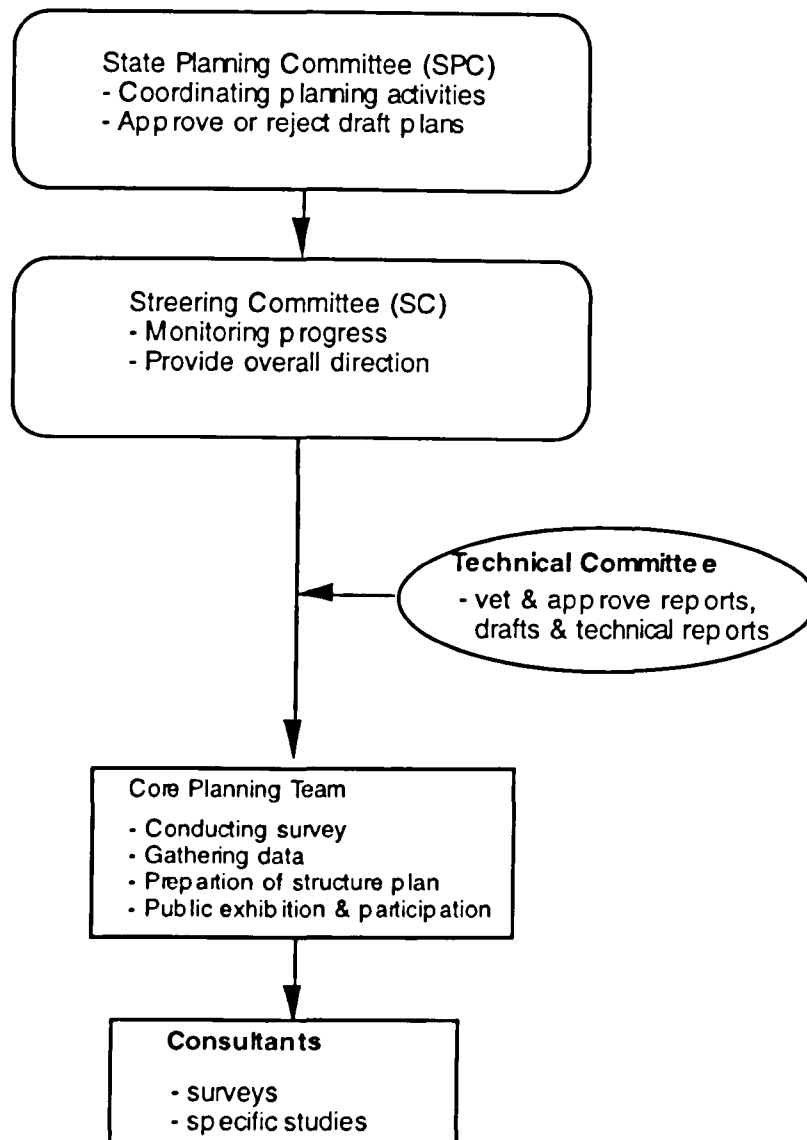 State Planning Committee (SPC)
- Coordinating planning activities
- Approve or reject draft plans
Streering Committee (SC)
- Monitoring progress
- Provide overall direction
Technical Committee
- vet & approve reports,
drafts & technical reports
Core Planning Team
- Conducting survey
- Gathering data
- Prepartion of structure plan
- Public exhibition & participation
Consultants
- surveys
- specific studies